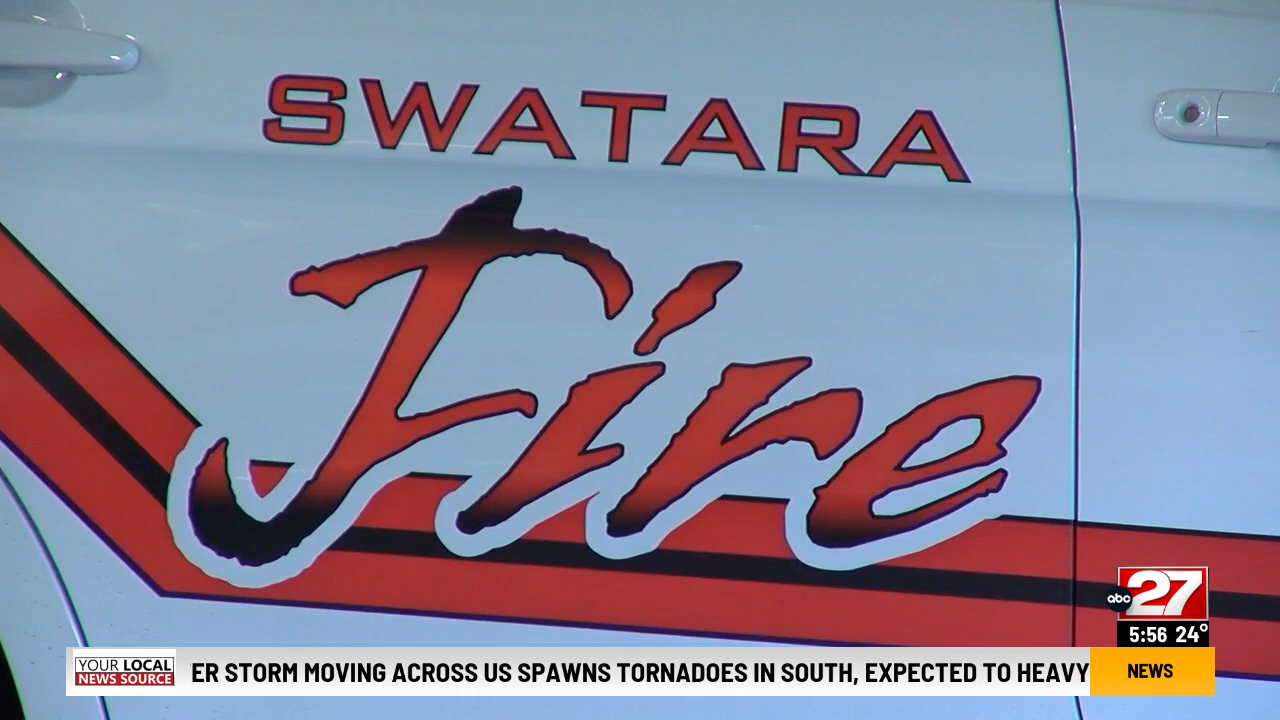 SWATARA
Fire
abc 27
5:56 24°
YOUR LOCAL
NEWS SOURCE
ER STORM MOVING ACROSS US SPAWNS TORNADOES IN SOUTH, EXPECTED TO HEAVY
NEWS